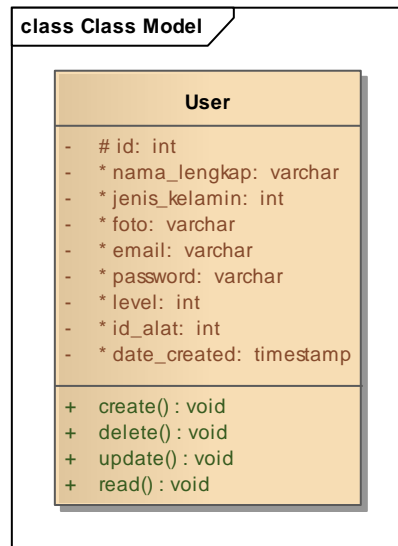 class Class Model
User
- # id: int
- * nama_lengkap: varchar
- * jenis_kelamin: int
- * foto: varchar
- * email: varchar
- * password: varchar
- * level: int
- * id_alat: int
- * date_created: timestamp
+ create() : void
+ delete() : void
+ update() : void
+ read() : void